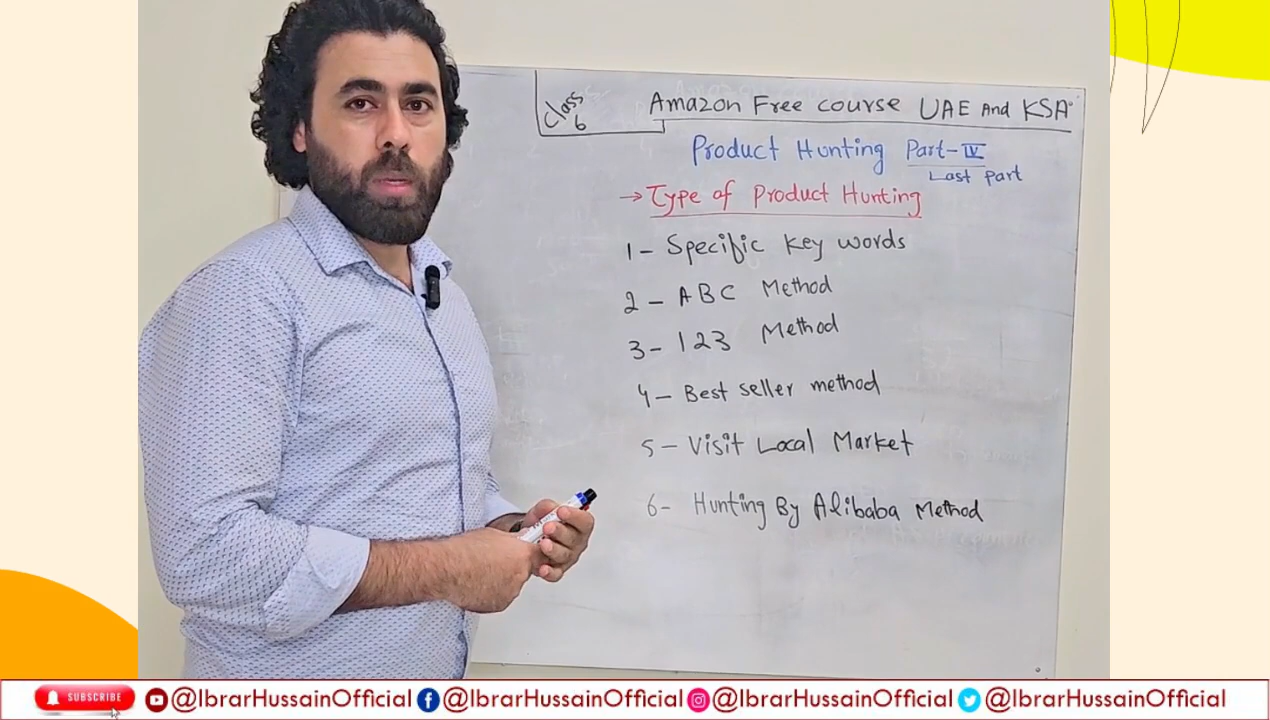 Class
6
Amazon Free course UAE And KSA
Product Hunting Part-IV
Last part
→ Type of Product Hunting
1- Specific key words
2 - ABC Method
3- 123 Method
4- Best seller method
5- Visit Local Market
6- Hunting By Alibaba Method
SUBSCRIBE @IbrarHussainOfficial @IbrarHussainOfficial @IbrarHussainOfficial @IbrarHussainOfficial